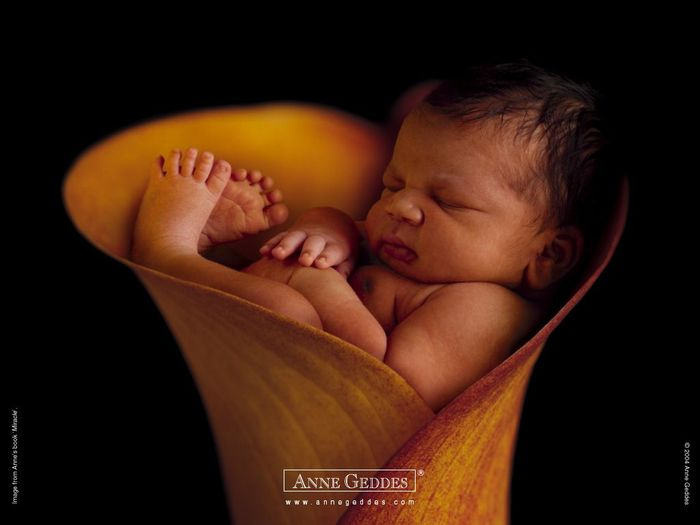 ANNE GEDDES®
www.annegeddes.com
Image from Anne's book 'Miracle'.
© 2004 Anne Geddes